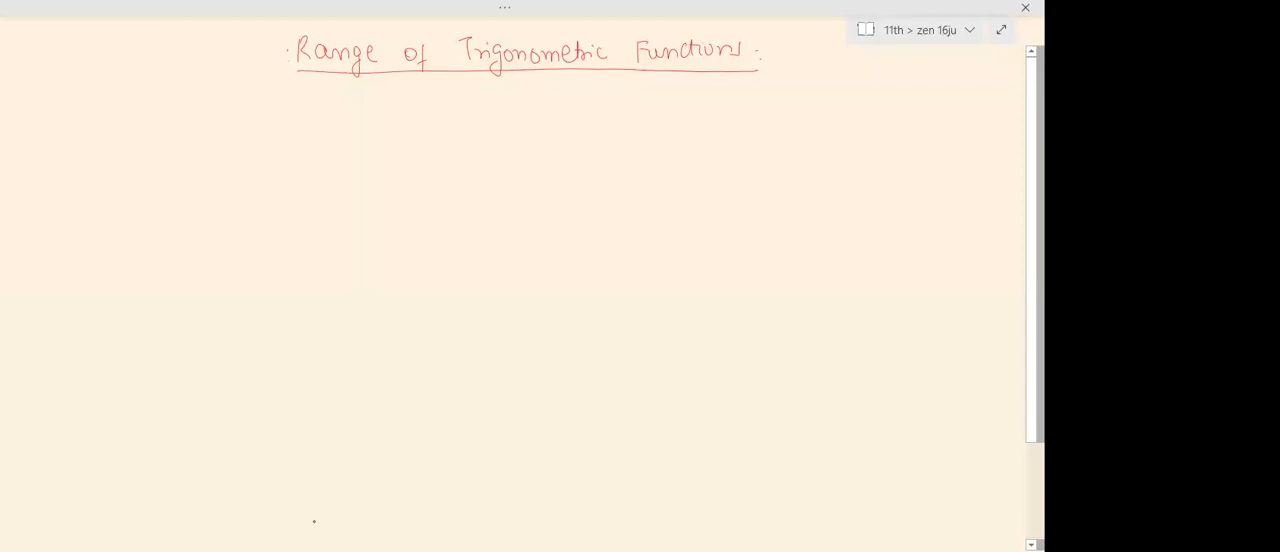 ...
11th > zen 16ju
Range of Trigonometric Functions :